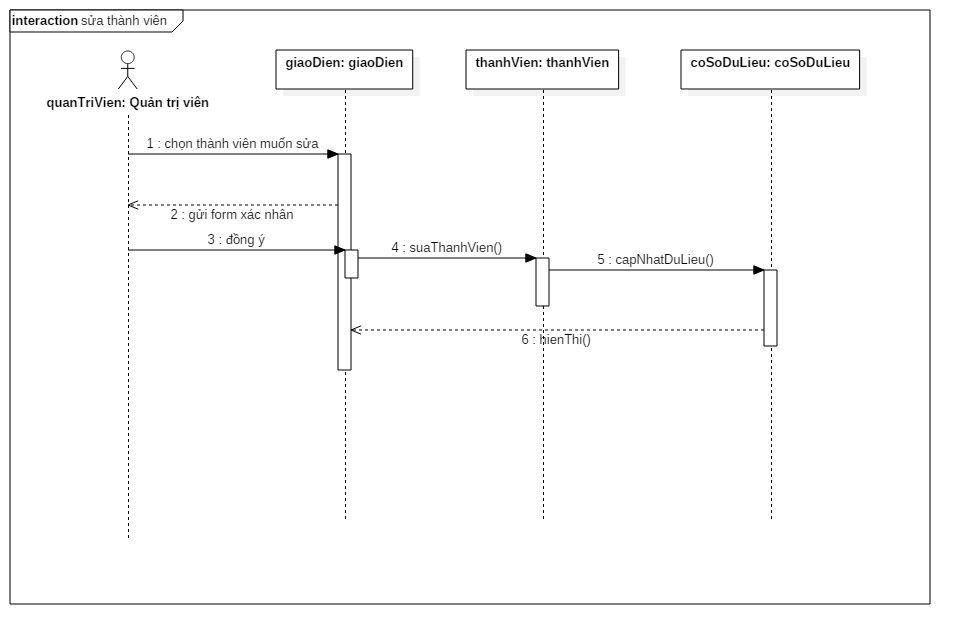 interaction sửa thành viên
giaoDien: giaoDien
thanhVien: thanhVien
coSoDuLieu: coSoDuLieu
quanTriVien: Quản trị viên
1 : chọn thành viên muốn sửa
2 : gửi form xác nhân
3 : đồng ý
4 : suaThanhVien()
5 : capNhatDuLieu()
6 : hienThi()